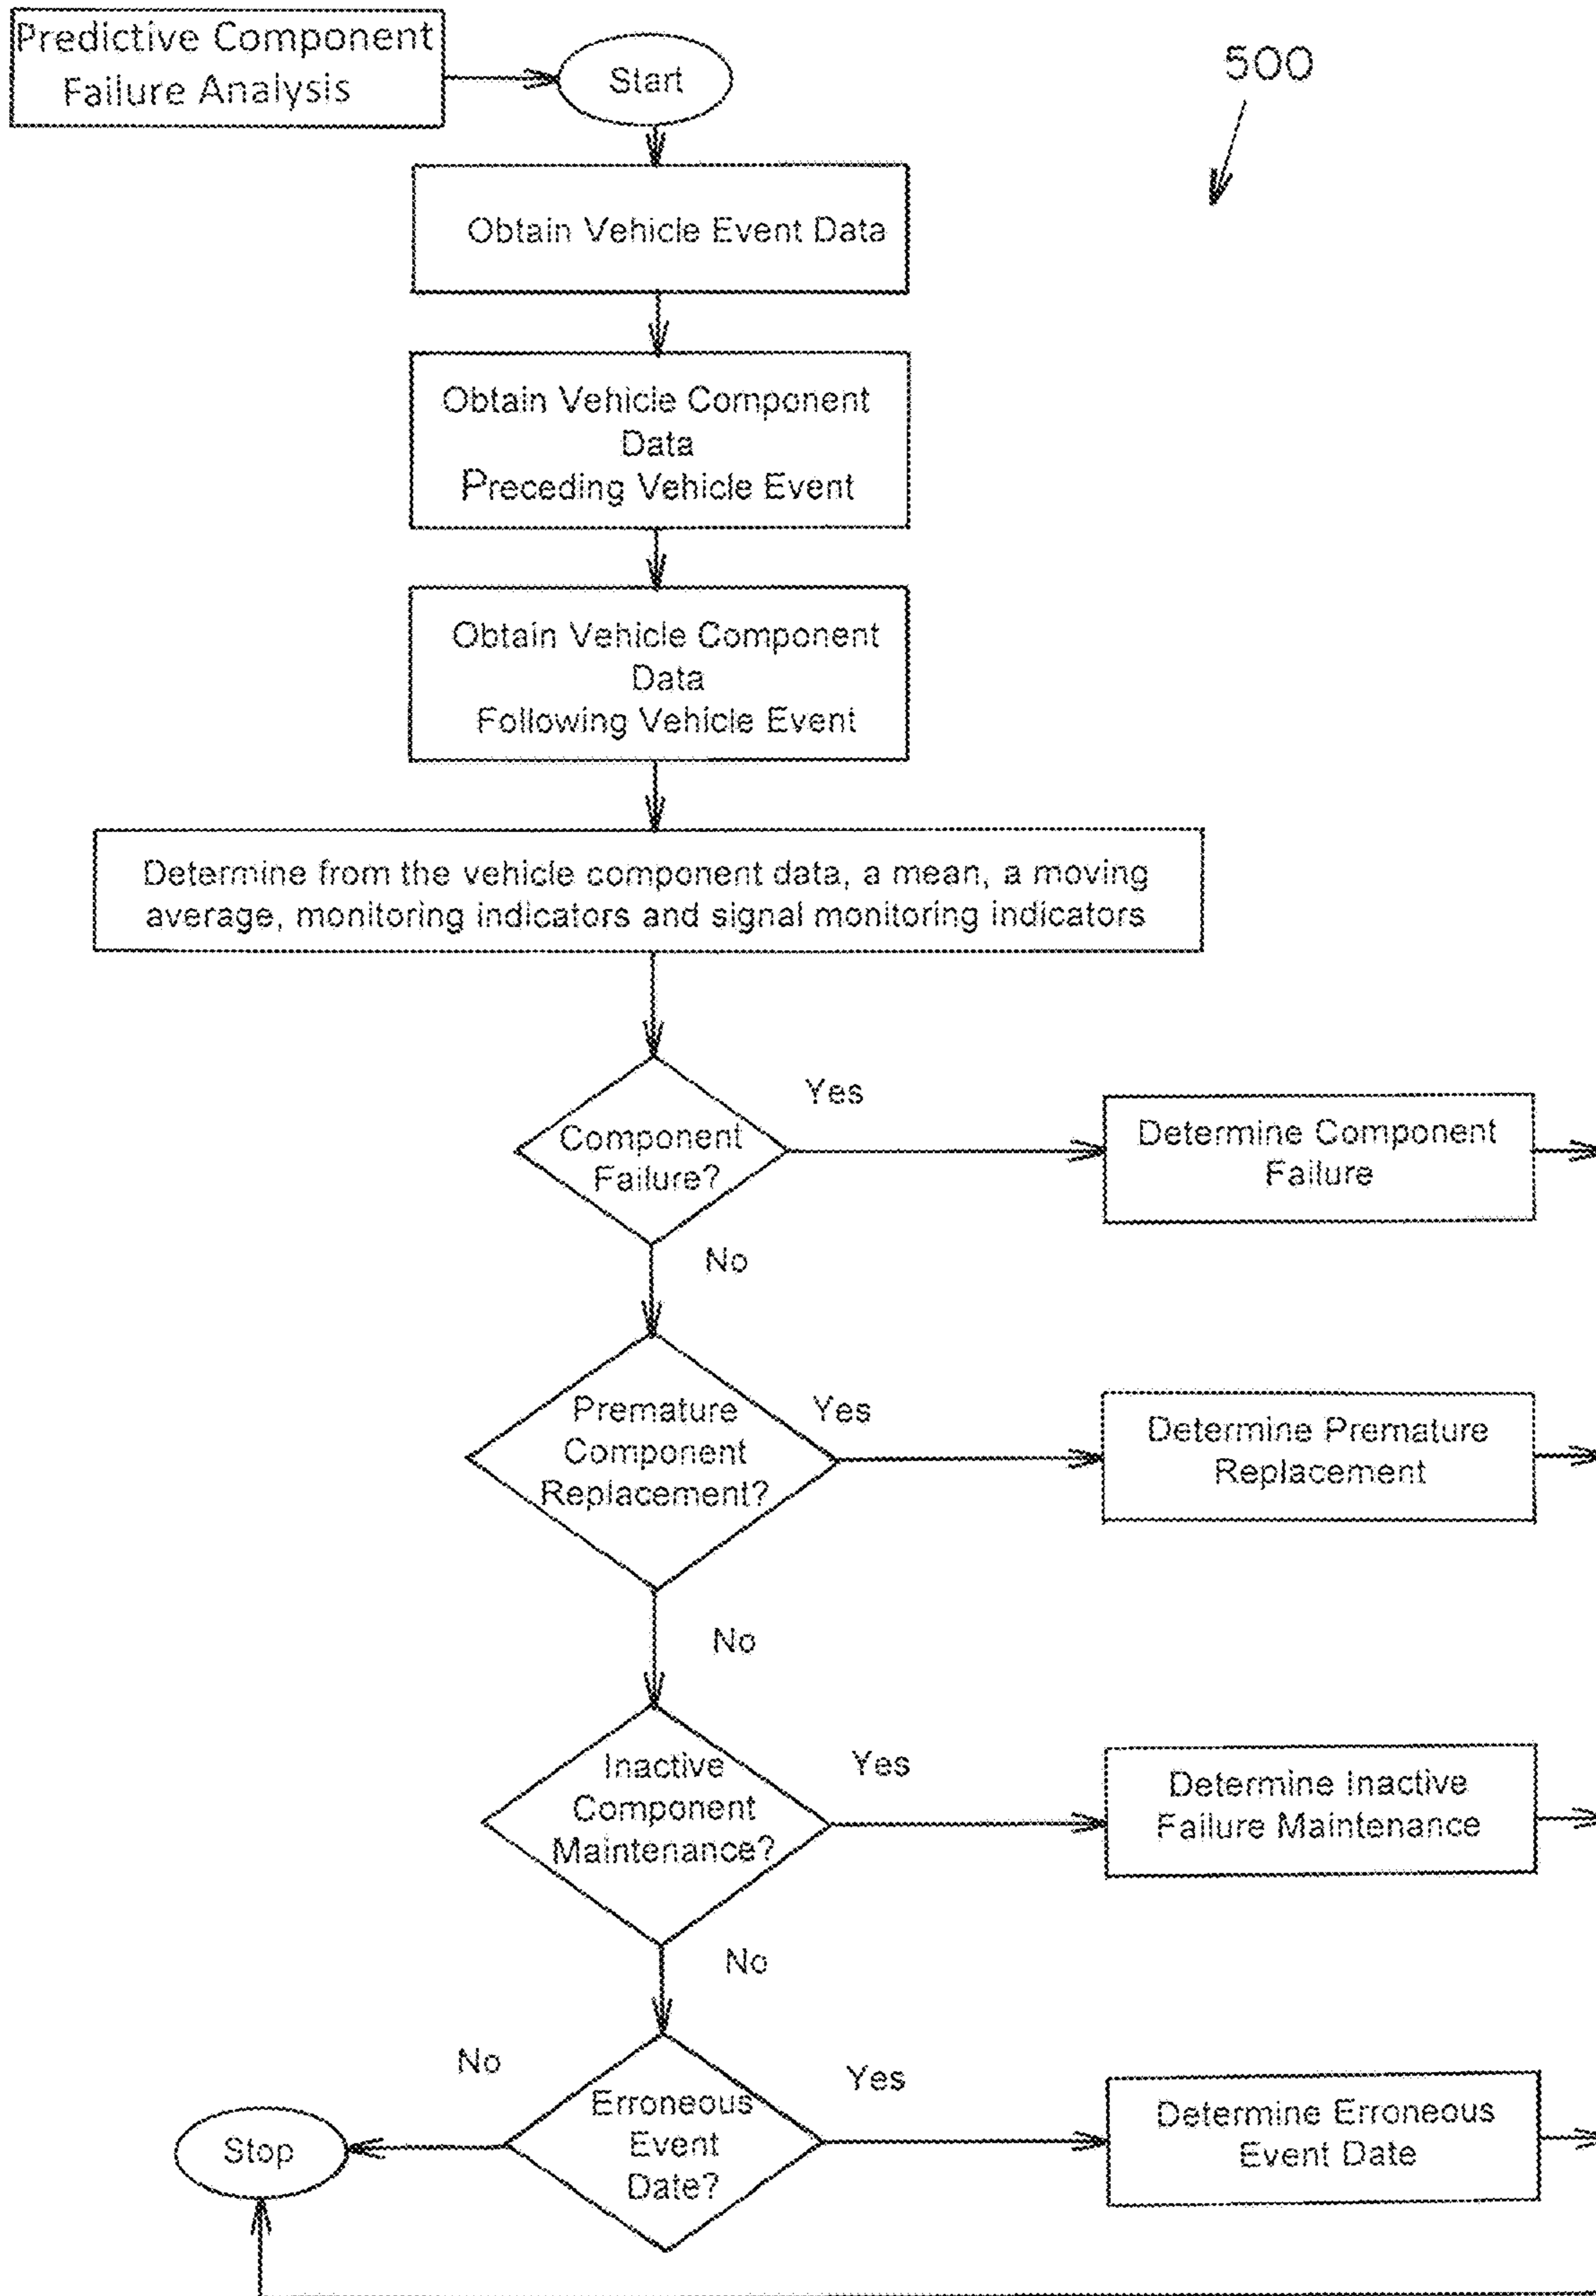 Predictive Component
Failure Analysis
Start
500
Obtain Vehicle Event Data
Obtain Vehicle Component
Data
Preceding Vehicle Event
Obtain Vehicle Component
Data
Following Vehicle Event
Determine from the vehicle component data, a mean, a moving
average, monitoring indicators and signal monitoring indicators
Component
Failure?
Yes
Determine Component
Failure
No
Premature
Component
Replacement?
Yes
Determine Premature
Replacement
No
Inactive
Component
Maintenance?
Yes
Determine Inactive
Failure Maintenance
No
Erroneous
Event
Date?
No
Stop
Yes
Determine Erroneous
Event Date